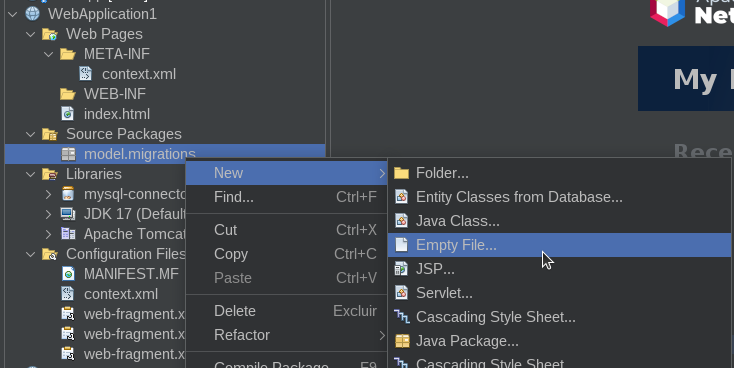 WebApplication1
Web Pages
META-INF
context.xml
WEB-INF
index.html
Source Packages
model.migrations
Libraries
JDK 17 (Default
Apache Tomcat
Configuration Files
MANIFEST.MF
context.xml
web-fragment.x
web-fragment.x
web-fragment.x
New
Find... Ctrl+F
Cut Ctrl+X
Copy Ctrl+C
Paste Ctrl+V
Delete Excluir
Refactor
Compile Package F9
Folder...
Entity Classes from Database...
Java Class...
Empty File...
JSP...
Servlet...
Cascading Style Sheet...
Java Package...
Cascading Style Sheet
Net
My
Rece